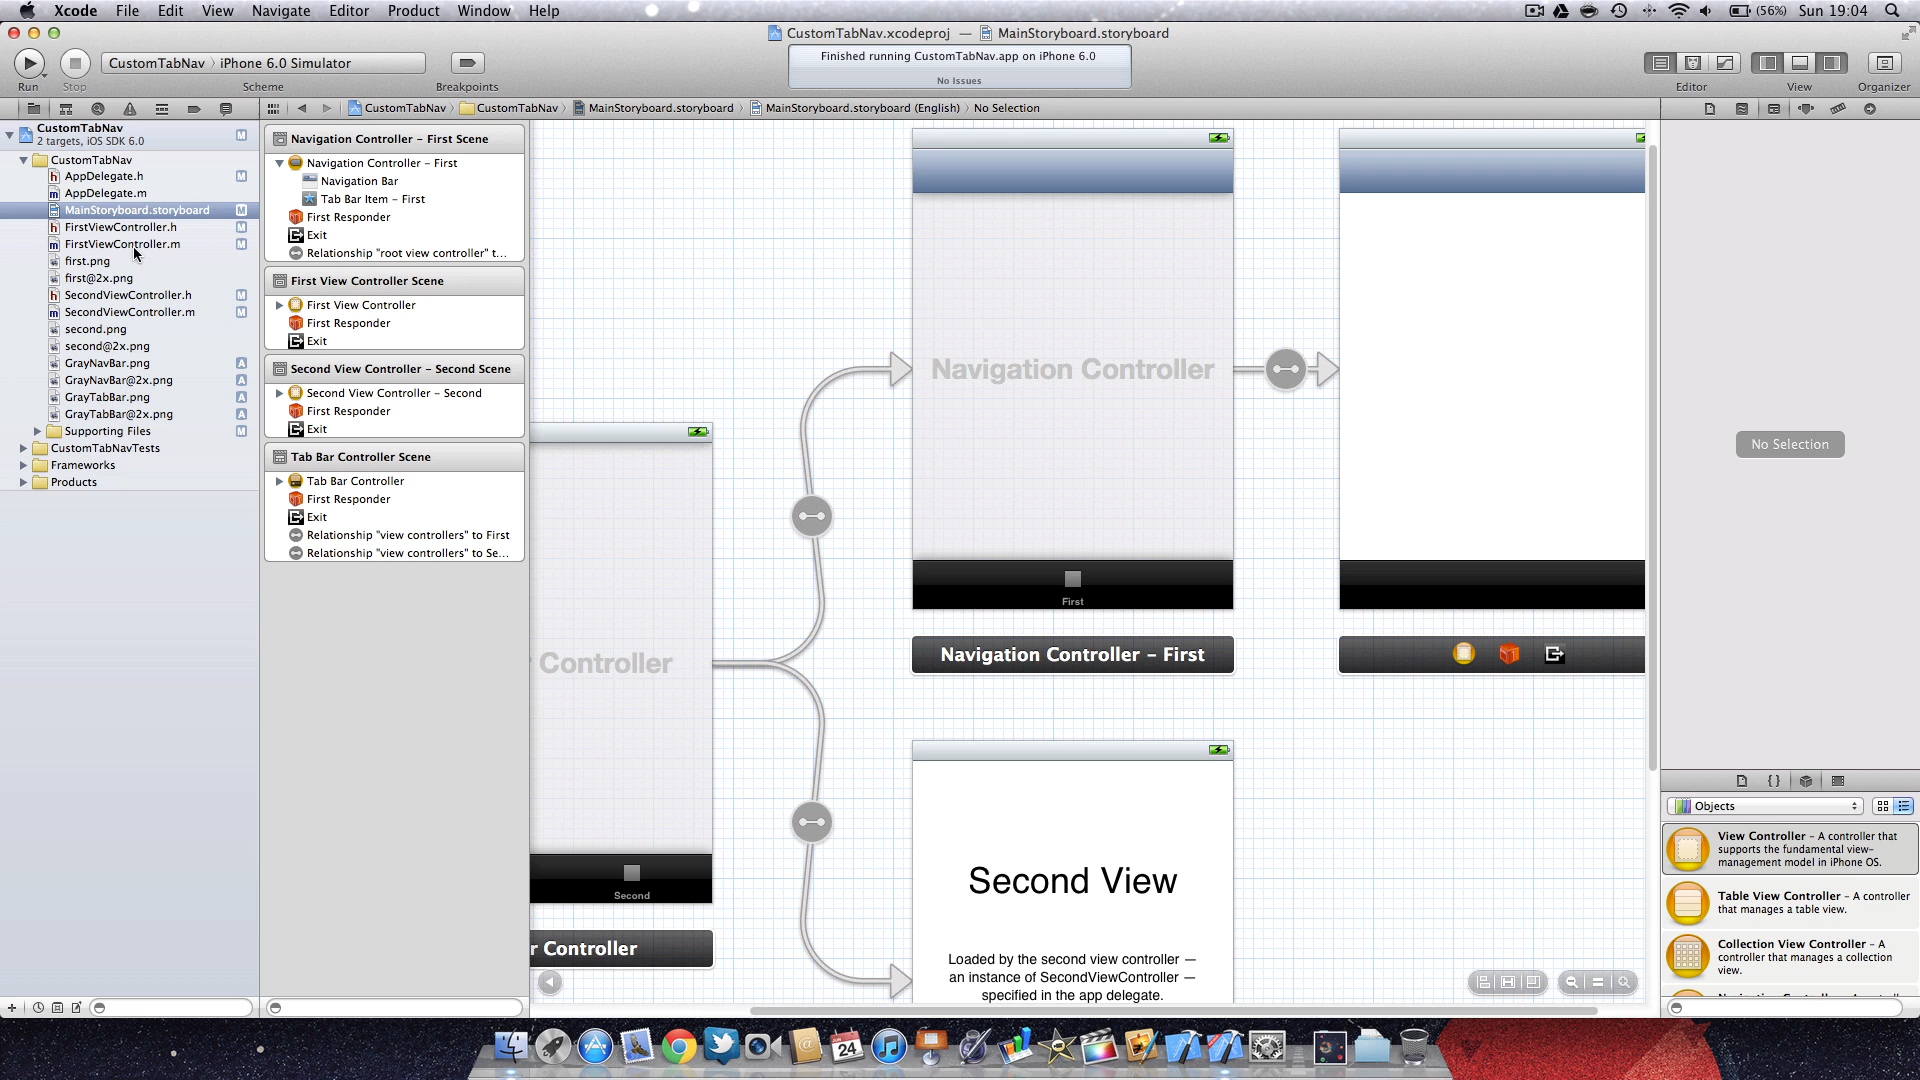 Xcode File Edit View Navigate Editor Product Window Help
(56%) Sun 19:04
CustomTabNav.xcodeproj — MainStoryboard.storyboard
CustomTabNav iPhone 6.0 Simulator
Finished running CustomTabNav.app on iPhone 6.0
No Issues
Run Stop Scheme Breakpoints Editor View Organizer
CustomTabNav CustomTabNav MainStoryboard.storyboard MainStoryboard.storyboard (English) No Selection
CustomTabNav
M
2 targets, iOS SDK 6.0
CustomTabNav
h AppDelegate.h M
m AppDelegate.m
MainStoryboard.storyboard M
h FirstViewController.h M
m FirstViewController.m M
first.png
first@2x.png
h SecondViewController.h M
m SecondViewController.m M
second.png
second@2x.png
GrayNavBar.png A
GrayNavBar@2x.png A
GrayTabBar.png A
GrayTabBar@2x.png A
Supporting Files M
CustomTabNavTests
Frameworks
Products
Navigation Controller – First Scene
Navigation Controller – First
Navigation Bar
Tab Bar Item – First
First Responder
Exit
Relationship "root view controller" t...
First View Controller Scene
First View Controller
First Responder
Exit
Second View Controller – Second Scene
Second View Controller – Second
First Responder
Exit
Tab Bar Controller Scene
Tab Bar Controller
First Responder
Exit
Relationship "view controllers" to First
Relationship "view controllers" to Se...
Controller
Second
r Controller
Navigation Controller
First
Navigation Controller – First
Second View
Loaded by the second view controller —
an instance of SecondViewController —
specified in the app delegate.
No Selection
{ }
Objects
View Controller – A controller that
supports the fundamental view-
management model in iPhone OS.
Table View Controller – A controller
that manages a table view.
Collection View Controller – A
controller that manages a collection
view.
24